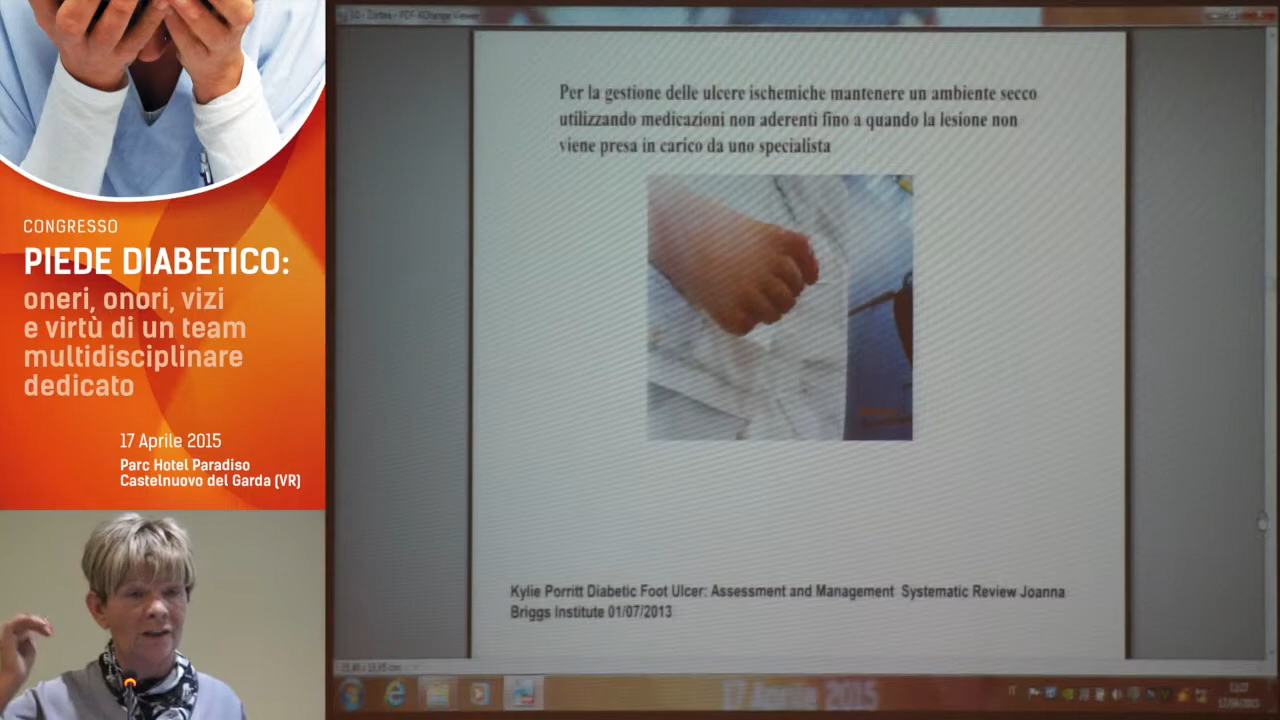 CONGRESSO
PIEDE DIABETICO:
oneri, onori, vizi
e virtù di un team
multidisciplinare
dedicato
17 Aprile 2015
Parc Hotel Paradiso
Castelnuovo del Garda (VR)
Per la gestione delle ulcere ischemiche mantenere un ambiente secco
utilizzando medicazioni non aderenti fino a quando la lesione non
viene presa in carico da uno specialista
Kylie Porritt Diabetic Foot Ulcer: Assessment and Management Systematic Review Joanna
Briggs Institute 01/07/2013
17 Aprile 2015
IT